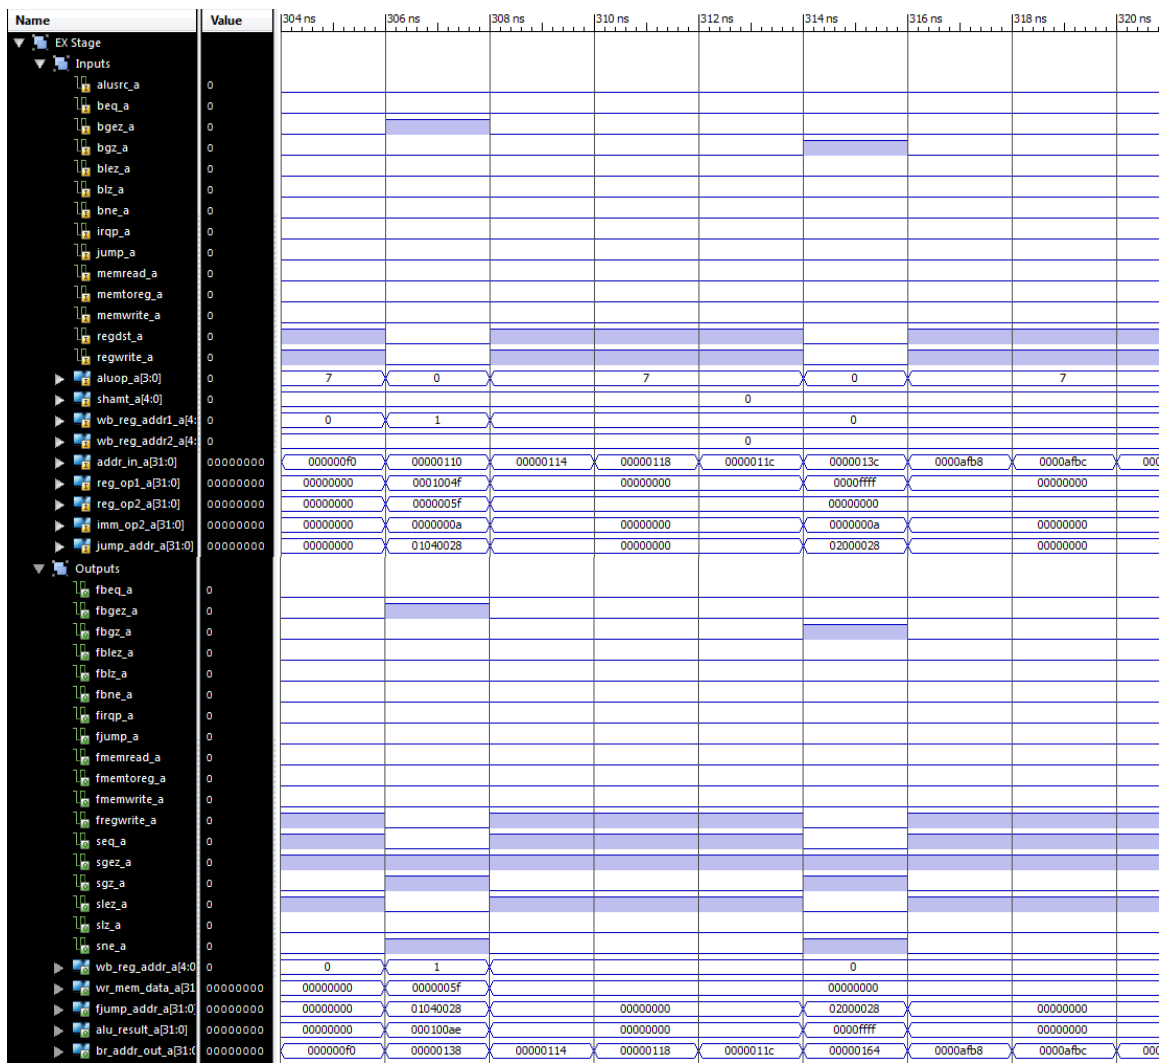 Name Value 304 ns 306 ns 308 ns 310 ns 312 ns 314 ns 316 ns 318 ns 320 ns
EX Stage
Inputs
alusrc_a 0
beq_a 0
bgez_a 0
bgz_a 0
blez_a 0
blz_a 0
bne_a 0
irqp_a 0
jump_a 0
memread_a 0
memtoreg_a 0
memwrite_a 0
regdst_a 0
regwrite_a 0
aluop_a[3:0] 0 7 0 7 0 7
shamt_a[4:0] 0 0
wb_reg_addr1_a[4: 0 0 1 0
wb_reg_addr2_a[4: 0 0
addr_in_a[31:0] 00000000 000000f0 00000110 00000114 00000118 0000011c 0000013c 0000afb8 0000afbc 000
reg_op1_a[31:0] 00000000 00000000 0001004f 00000000 0000ffff 00000000
reg_op2_a[31:0] 00000000 00000000 0000005f 00000000
imm_op2_a[31:0] 00000000 00000000 0000000a 00000000 0000000a 00000000
jump_addr_a[31:0] 00000000 00000000 01040028 00000000 02000028 00000000
Outputs
fbeq_a 0
fbgez_a 0
fbgz_a 0
fblez_a 0
fblz_a 0
fbne_a 0
firqp_a 0
fjump_a 0
fmemread_a 0
fmemtoreg_a 0
fmemwrite_a 0
fregwrite_a 0
seq_a 0
sgez_a 0
sgz_a 0
slez_a 0
slz_a 0
sne_a 0
wb_reg_addr_a[4:0 0 0 1 0
wr_mem_data_a[31 00000000 00000000 0000005f 00000000
fjump_addr_a[31:0 00000000 00000000 01040028 00000000 02000028 00000000
alu_result_a[31:0] 00000000 00000000 000100ae 00000000 0000ffff 00000000
br_addr_out_a[31:( 00000000 000000f0 00000138 00000114 00000118 0000011c 00000164 0000afb8 0000afbc 000